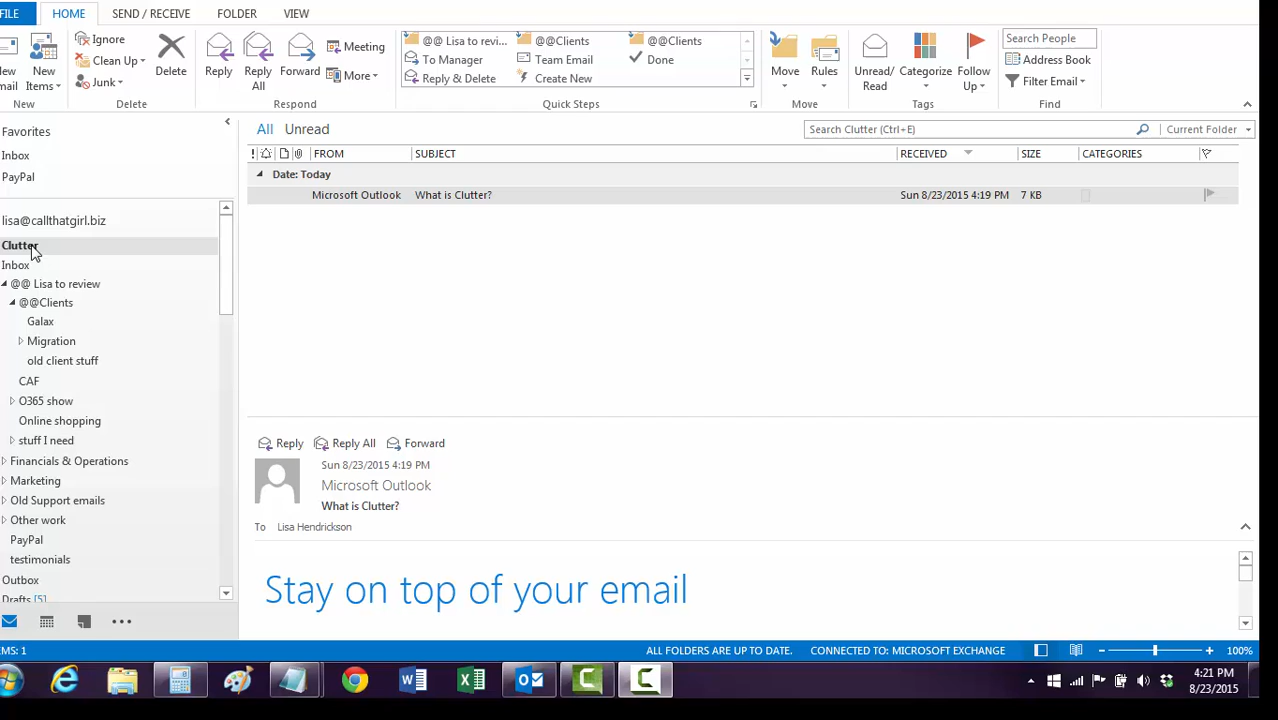 FILE HOME SEND / RECEIVE FOLDER VIEW
New Email
New Items
Ignore
Clean Up
Junk
Delete
Reply
Reply All
Forward
Meeting
More
@@ Lisa to revi... @@Clients @@Clients
To Manager Team Email Done
Reply & Delete Create New
Move
Rules
Unread/ Read
Categorize
Follow Up
Search People
Address Book
Filter Email
New Delete Respond Quick Steps Move Tags Find
Favorites
Inbox
PayPal
lisa@callthatgirl.biz
Clutter
Inbox
@@ Lisa to review
@@Clients
Galax
Migration
old client stuff
CAF
O365 show
Online shopping
stuff I need
Financials & Operations
Marketing
Old Support emails
Other work
PayPal
testimonials
Outbox
Drafts [5]
All Unread
Search Clutter (Ctrl+E) Current Folder
! FROM SUBJECT RECEIVED SIZE CATEGORIES
Date: Today
Microsoft Outlook What is Clutter? Sun 8/23/2015 4:19 PM 7 KB
Reply Reply All Forward
Sun 8/23/2015 4:19 PM
Microsoft Outlook
What is Clutter?
To Lisa Hendrickson
Stay on top of your email
EMS: 1 ALL FOLDERS ARE UP TO DATE. CONNECTED TO: MICROSOFT EXCHANGE 100%
4:21 PM
8/23/2015